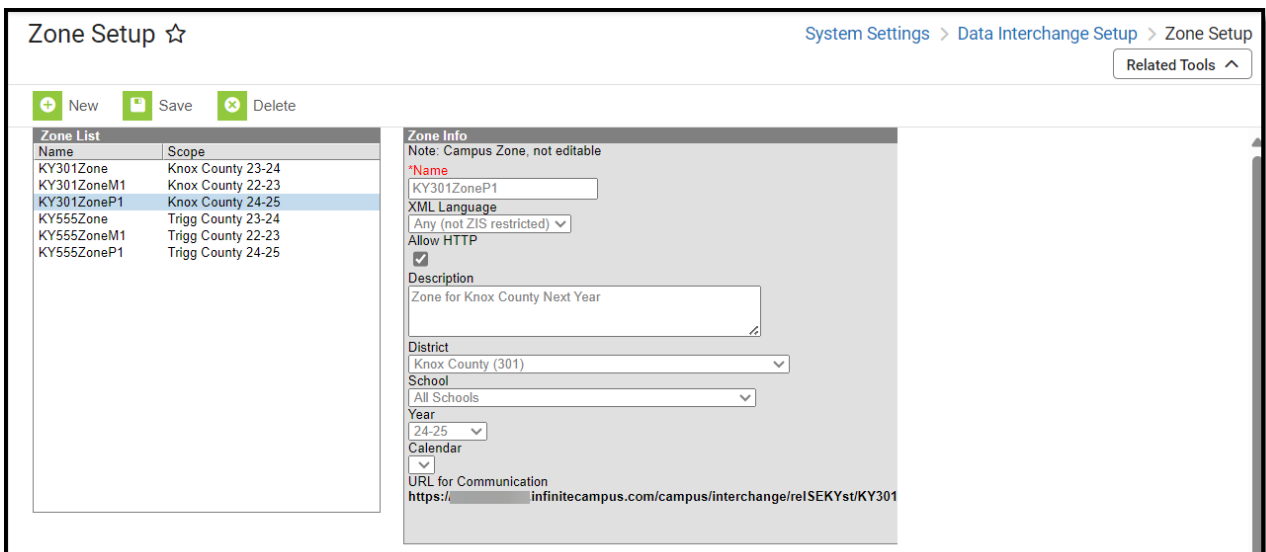 Zone Setup
System Settings > Data Interchange Setup > Zone Setup
Related Tools
New Save Delete
Zone List
Name Scope
KY301Zone Knox County 23-24
KY301ZoneM1 Knox County 22-23
KY301ZoneP1 Knox County 24-25
KY555Zone Trigg County 23-24
KY555ZoneM1 Trigg County 22-23
KY555ZoneP1 Trigg County 24-25
Zone Info
Note: Campus Zone, not editable
*Name
KY301ZoneP1
XML Language
Any (not ZIS restricted)
Allow HTTP
Description
Zone for Knox County Next Year
District
Knox County (301)
School
All Schools
Year
24-25
Calendar
URL for Communication
https:/ .infinitecampus.com/campus/interchange/relSEKYst/KY301